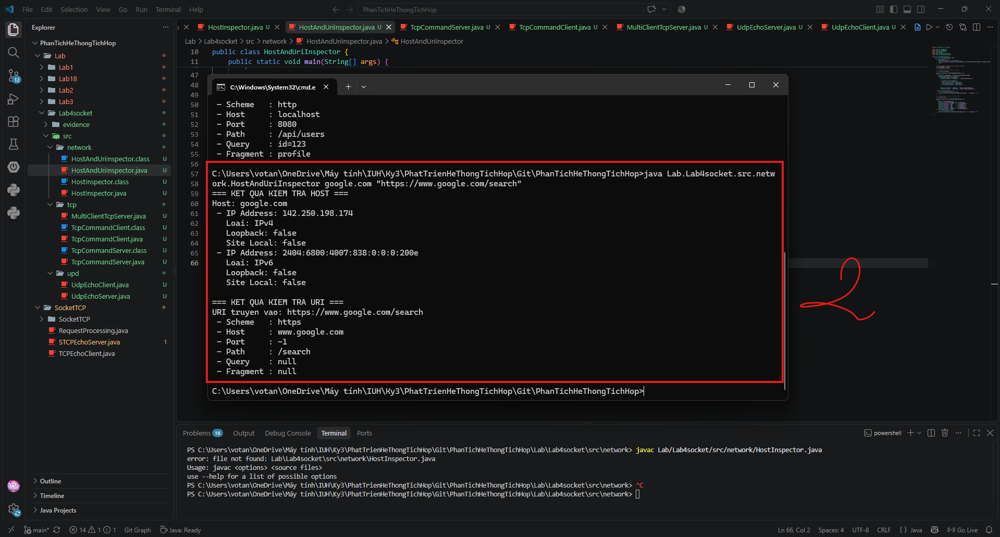 File Edit Selection View Go Run Terminal Help
PhanTichHeThongTichHop
Explorer
PhanTichHeThongTichHop
Lab
Lab1
Lab1B
Lab2
Lab3
Lab4socket
evidence
src
network
HostAndUriInspector.class U
HostAndUriInspector.java U
HostInspector.class U
HostInspector.java U
tcp
MultiClientTcpServer.java U
TcpCommandClient.class U
TcpCommandClient.java U
TcpCommandServer.class U
TcpCommandServer.java U
upd
UdpEchoClient.java U
UdpEchoServer.java U
SocketTCP
SocketTCP
RequestProcessing.java
STCPEchoServer.java 1
TCPEchoClient.java
Outline
Timeline
Java Projects
12
HostInspector.java U
HostAndUriInspector.java U
TcpCommandServer.java U
TcpCommandClient.java U
MultiClientTcpServer.java U
UdpEchoServer.java U
UdpEchoClient.java U
Lab > Lab4socket > src > network > HostAndUriInspector.java > HostAndUriInspector
10 public class HostAndUriInspector {
11 public static void main(String[] args) {
47
48
49
50
51
52
53
54
55
56
57
58
59
60
61
62
63
64
65
66
C:\Windows\System32\cmd.e
- Scheme : http
- Host : localhost
- Port : 8080
- Path : /api/users
- Query : id=123
- Fragment : profile
C:\Users\votan\OneDrive\Máy tính\IUH\Ky3\PhatTrienHeThongTichHop\Git\PhanTichHeThongTichHop>java Lab.Lab4socket.src.netw
ork.HostAndUriInspector google.com "https://www.google.com/search"
=== KET QUA KIEM TRA HOST ===
Host: google.com
- IP Address: 142.250.198.174
Loai: IPv4
Loopback: false
Site Local: false
- IP Address: 2404:6800:4007:838:0:0:0:200e
Loai: IPv6
Loopback: false
Site Local: false
=== KET QUA KIEM TRA URI ===
URI truyen vao: https://www.google.com/search
- Scheme : https
- Host : www.google.com
- Port : -1
- Path : /search
- Query : null
- Fragment : null
C:\Users\votan\OneDrive\Máy tính\IUH\Ky3\PhatTrienHeThongTichHop\Git\PhanTichHeThongTichHop>
2
Problems 16 Output Debug Console Terminal Ports
powershell
PS C:\Users\votan\OneDrive\Máy tính\IUH\Ky3\PhatTrienHeThongTichHop\Git\PhanTichHeThongTichHop\Lab\Lab4socket\src\network> javac Lab/Lab4socket/src/network/HostInspector.java
error: file not found: Lab\Lab4socket\src\network\HostInspector.java
Usage: javac <options> <source files>
use --help for a list of possible options
PS C:\Users\votan\OneDrive\Máy tính\IUH\Ky3\PhatTrienHeThongTichHop\Git\PhanTichHeThongTichHop\Lab\Lab4socket\src\network> ^C
PS C:\Users\votan\OneDrive\Máy tính\IUH\Ky3\PhatTrienHeThongTichHop\Git\PhanTichHeThongTichHop\Lab\Lab4socket\src\network>
main* 14 1 1 Git Graph Java: Ready
Ln 66, Col 2 Spaces: 4 UTF-8 CRLF { } Java Go Live